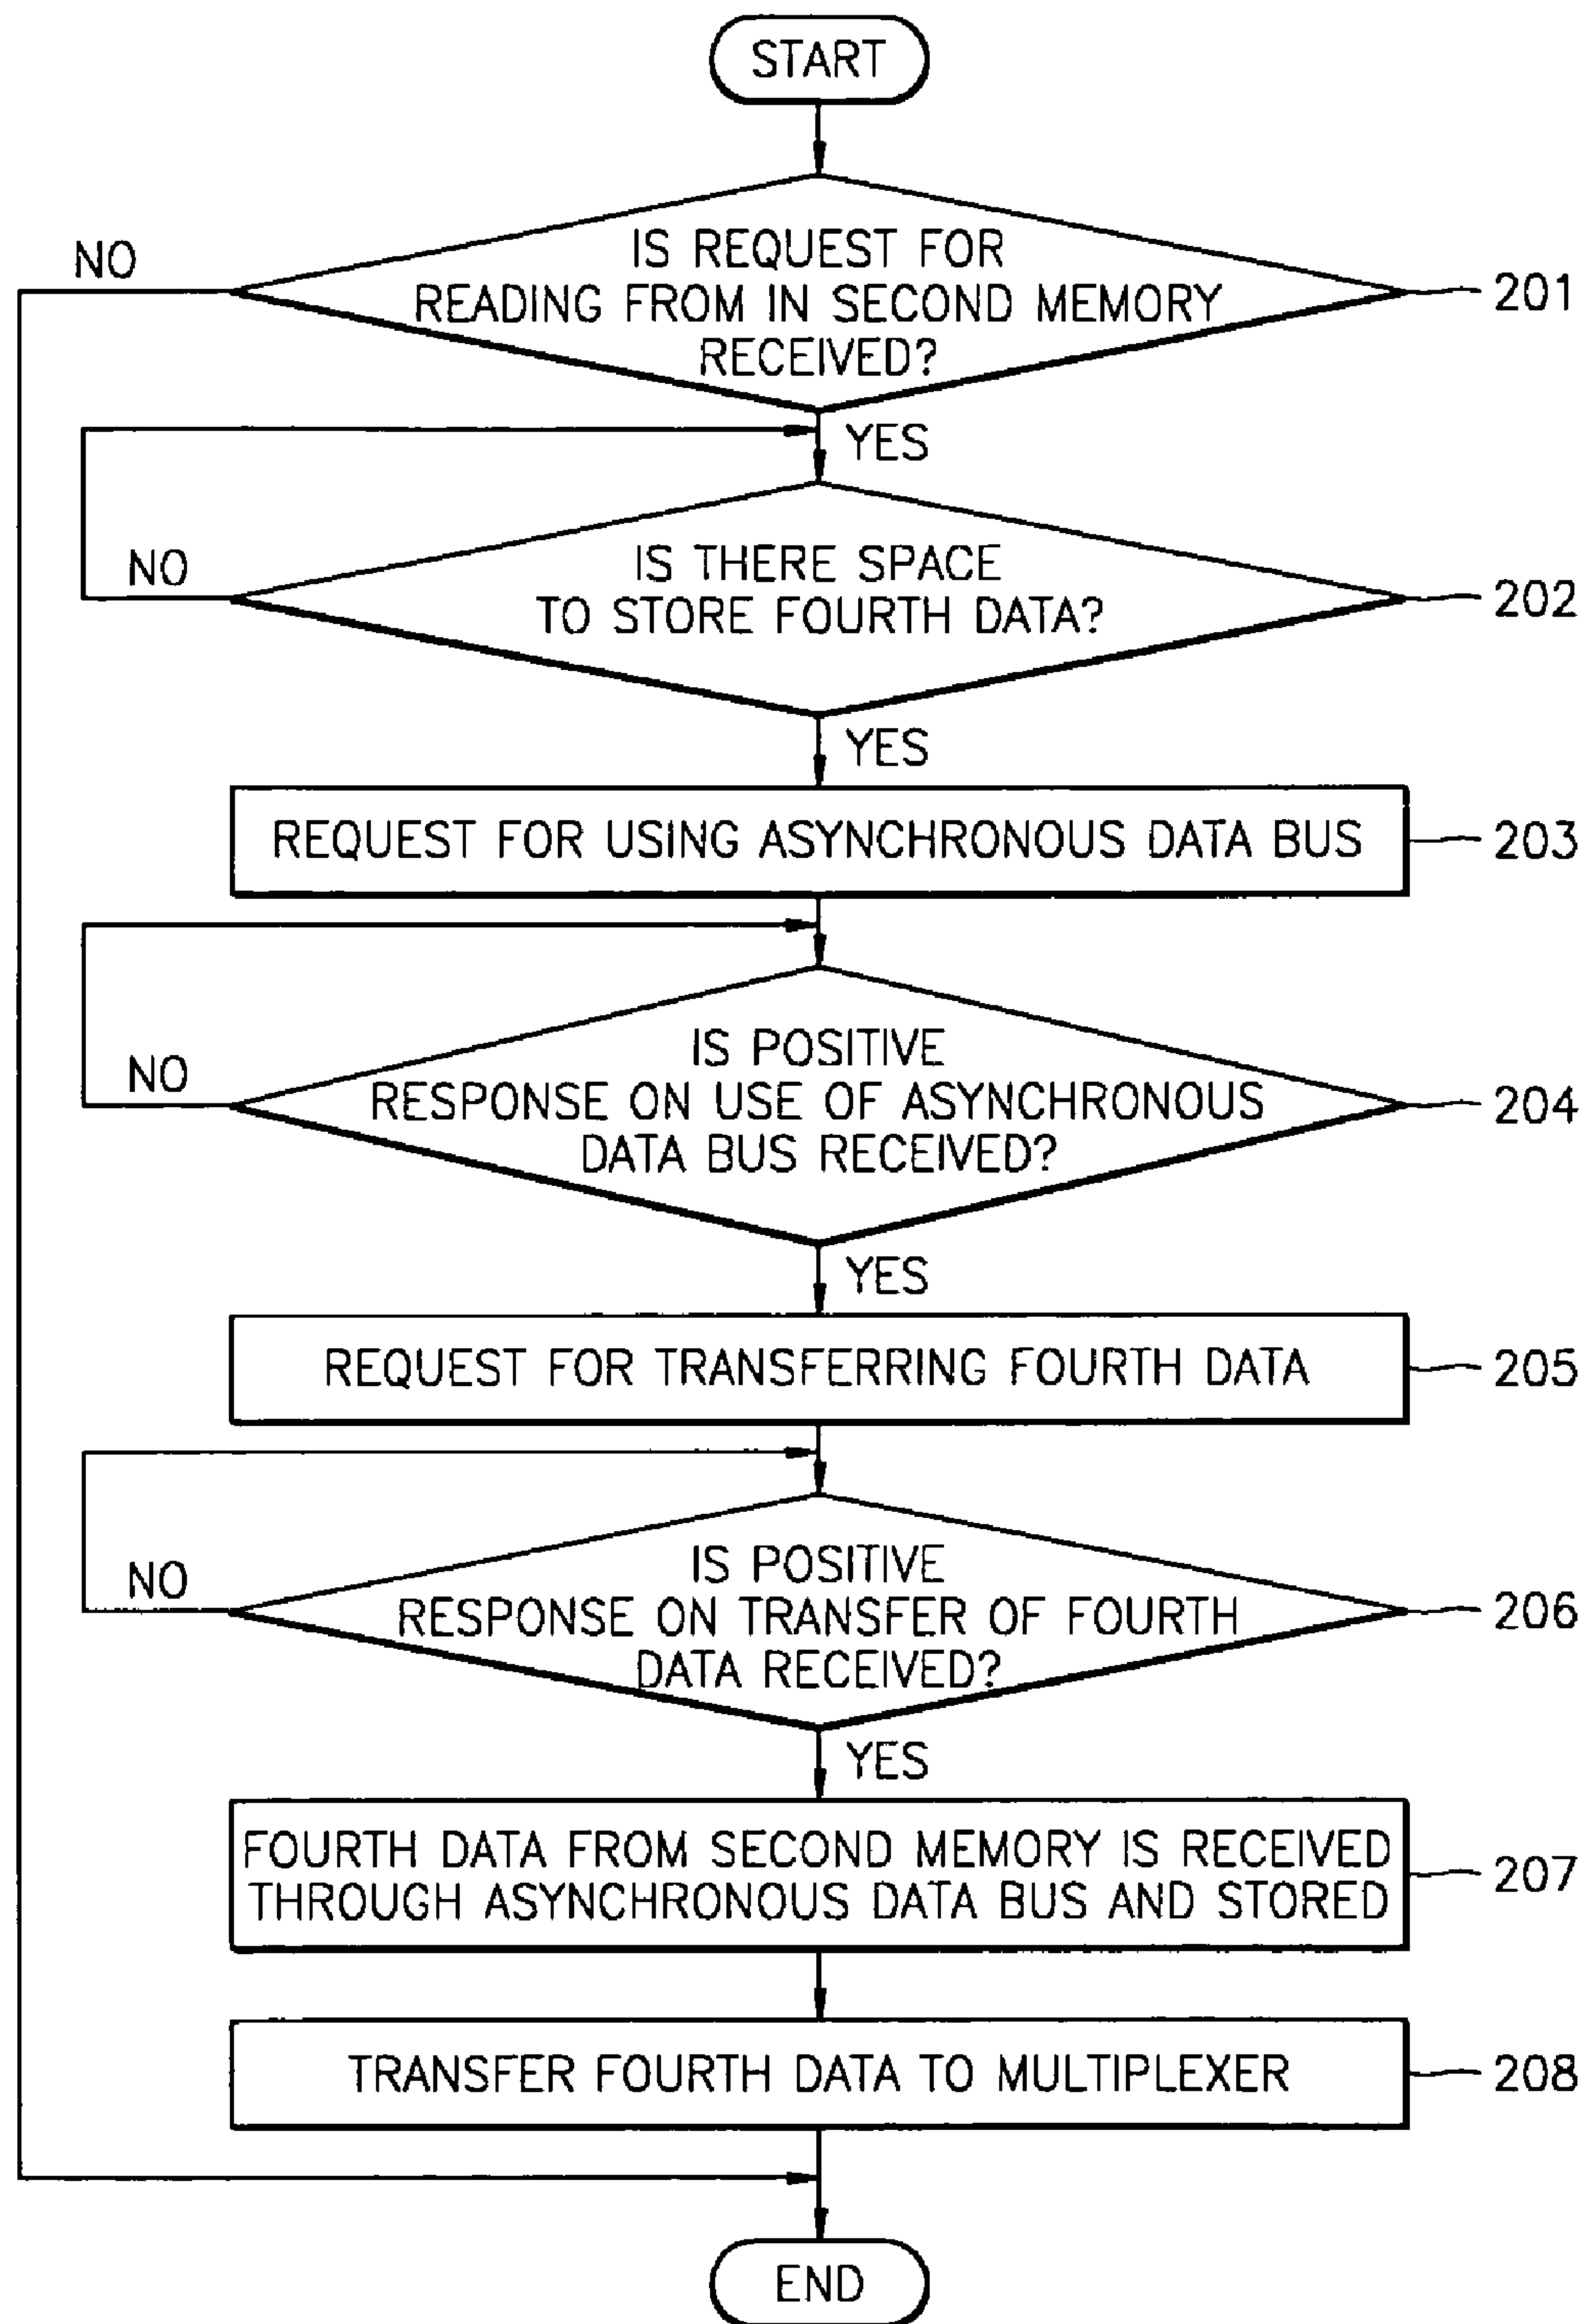 START
NO
IS REQUEST FOR
READING FROM IN SECOND MEMORY
RECEIVED?
201
YES
NO
IS THERE SPACE
TO STORE FOURTH DATA?
202
YES
REQUEST FOR USING ASYNCHRONOUS DATA BUS
203
NO
IS POSITIVE
RESPONSE ON USE OF ASYNCHRONOUS
DATA BUS RECEIVED?
204
YES
REQUEST FOR TRANSFERRING FOURTH DATA
205
NO
IS POSITIVE
RESPONSE ON TRANSFER OF FOURTH
DATA RECEIVED?
206
YES
FOURTH DATA FROM SECOND MEMORY IS RECEIVED
THROUGH ASYNCHRONOUS DATA BUS AND STORED
207
TRANSFER FOURTH DATA TO MULTIPLEXER
208
END